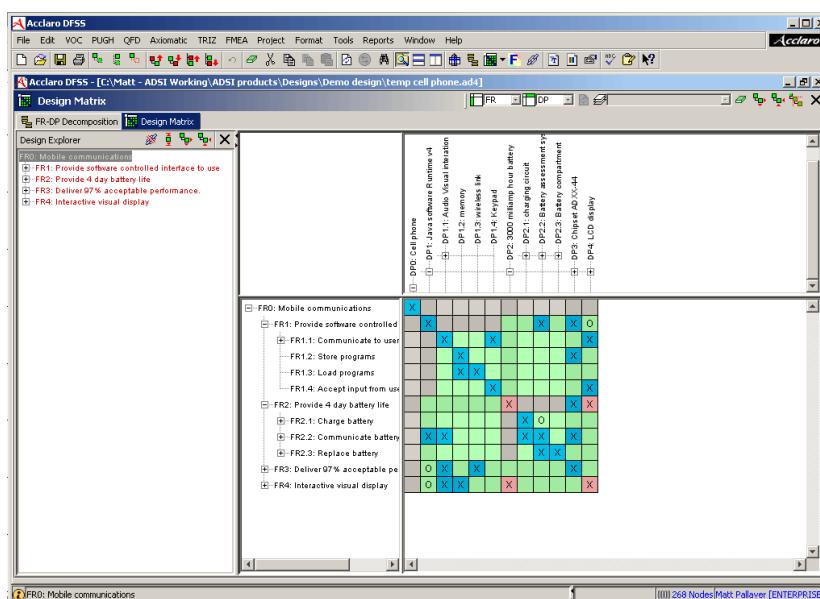 Acclaro DFSS
File Edit VOC PUGH QFD Axiomatic TRIZ FMEA Project Format Tools Reports Window Help
Acclaro
Acclaro DFSS - [C:\Matt - ADSI Working\ADSI products\Designs\Demo design\temp cell phone.ad4]
Design Matrix
FR DP
FR-DP Decomposition Design Matrix
Design Explorer
FR0: Mobile communications
FR1: Provide software controlled interface to use
FR2: Provide 4 day battery life
FR3: Deliver 97% acceptable performance.
FR4: Interactive visual display
DP0: Cell phone
DP1: Java software Runtime v4
DP1.1: Audio Visual interation
DP1.2: memory
DP1.3: wireless link
DP1.4: Keypad
DP2: 3000 milliamp hour battery
DP2.1: charging circuit
DP2.2: Battery assessment sys
DP2.3: Battery compartment
DP3: Chipset ADXX-44
DP4: LCD display
FR0: Mobile communications X
FR1: Provide software controlled X X X O
FR1.1: Communicate to user X X X
FR1.2: Store programs X X
FR1.3: Load programs X X
FR1.4: Accept input from use X X
FR2: Provide 4 day battery life X X X
FR2.1: Charge battery X O
FR2.2: Communicate battery X X X X X
FR2.3: Replace battery X X
FR3: Deliver 97% acceptable pe O X X X
FR4: Interactive visual display O X X X X
FR0: Mobile communications
268 Nodes Matt Pallaver [ENTERPRISE